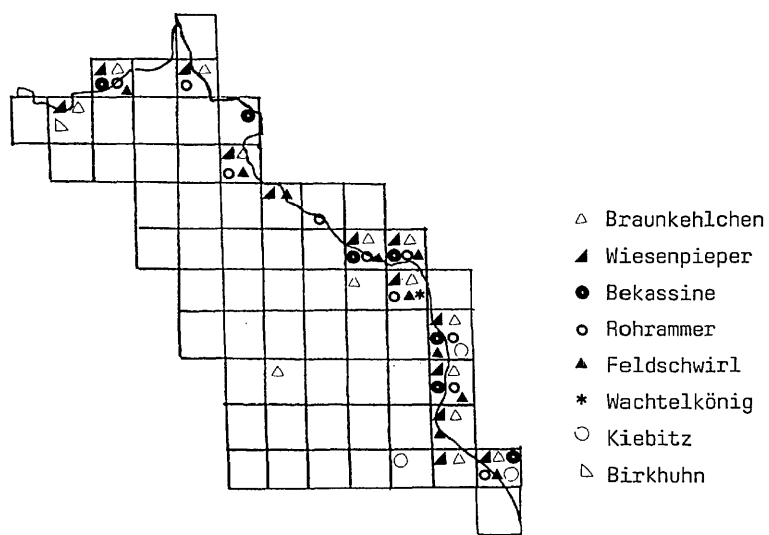 Braunkehlchen
Wiesenpieper
Bekassine
Rohrammer
Feldschwirl
Wachtelkönig
Kiebitz
Birkhuhn